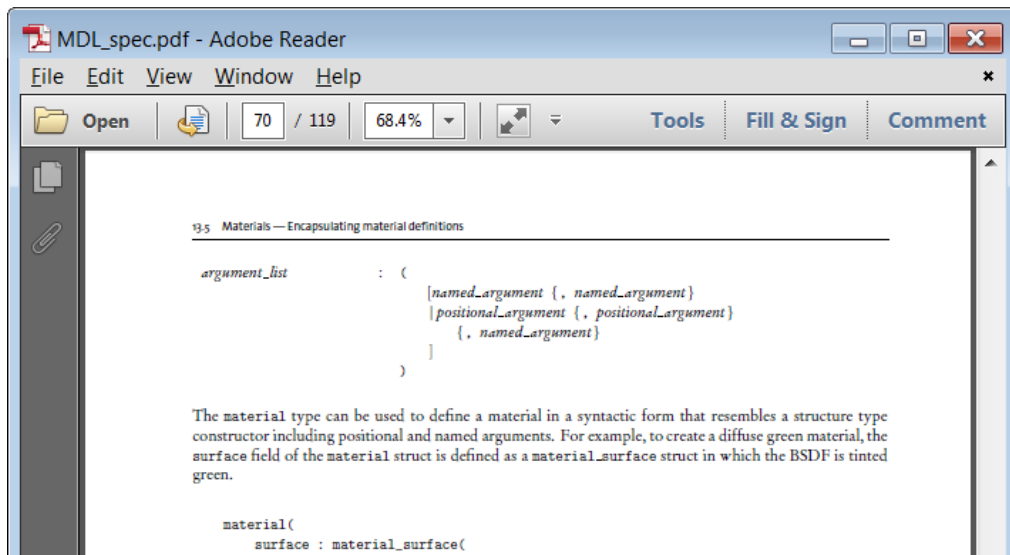 MDL_spec.pdf - Adobe Reader
File Edit View Window Help
Open 70 / 119 68.4% Tools Fill & Sign Comment
13.5 Materials — Encapsulating material definitions
argument_list : (
[named_argument {, named_argument}
|positional_argument {, positional_argument}
{, named_argument}
]
)
The material type can be used to define a material in a syntactic form that resembles a structure type
constructor including positional and named arguments. For example, to create a diffuse green material, the
surface field of the material struct is defined as a material_surface struct in which the BSDF is tinted
green.
material(
surface : material_surface(